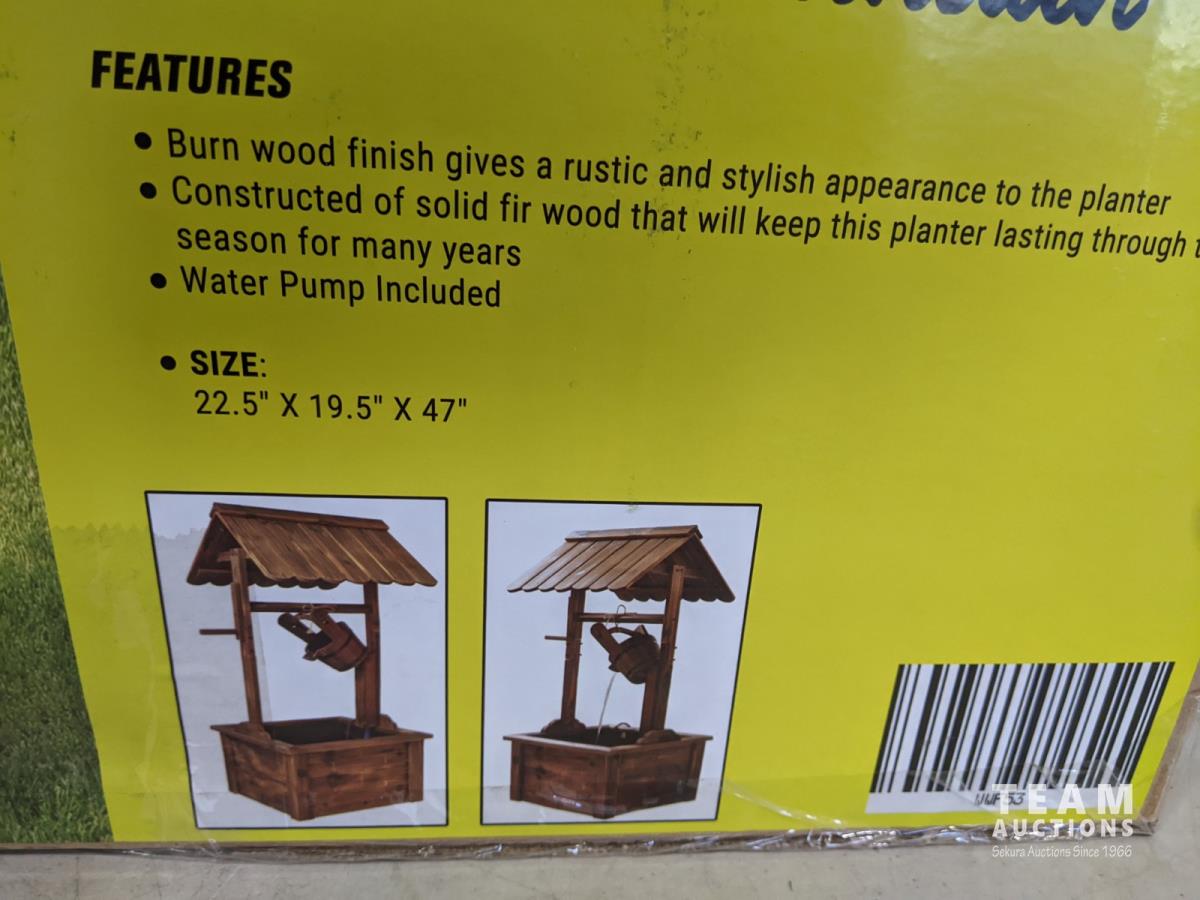 FEATURES
• Burn wood finish gives a rustic and stylish appearance to the planter
• Constructed of solid fir wood that will keep this planter lasting through
season for many years
• Water Pump Included
• SIZE:
22.5" X 19.5" X 47"
TEAM
AUCTIONS
Sekura Auctions Since 1966